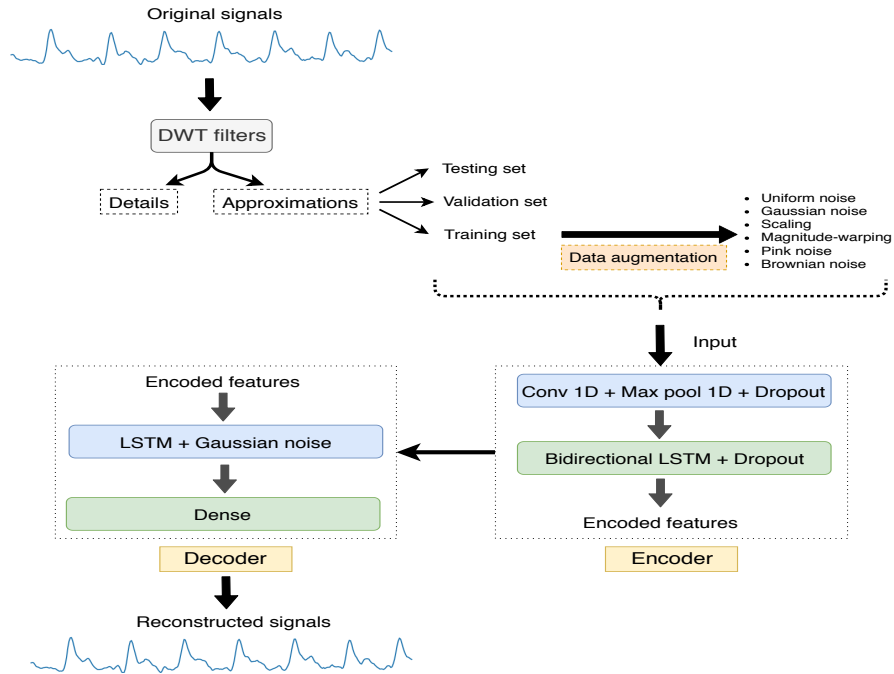 Original signals
DWT filters
Details
Approximations
Testing set
Validation set
Training set
Data augmentation
• Uniform noise
• Gaussian noise
• Scaling
• Magnitude-warping
• Pink noise
• Brownian noise
Input
Conv 1D + Max pool 1D + Dropout
Bidirectional LSTM + Dropout
Encoded features
Encoder
Encoded features
LSTM + Gaussian noise
Dense
Decoder
Reconstructed signals